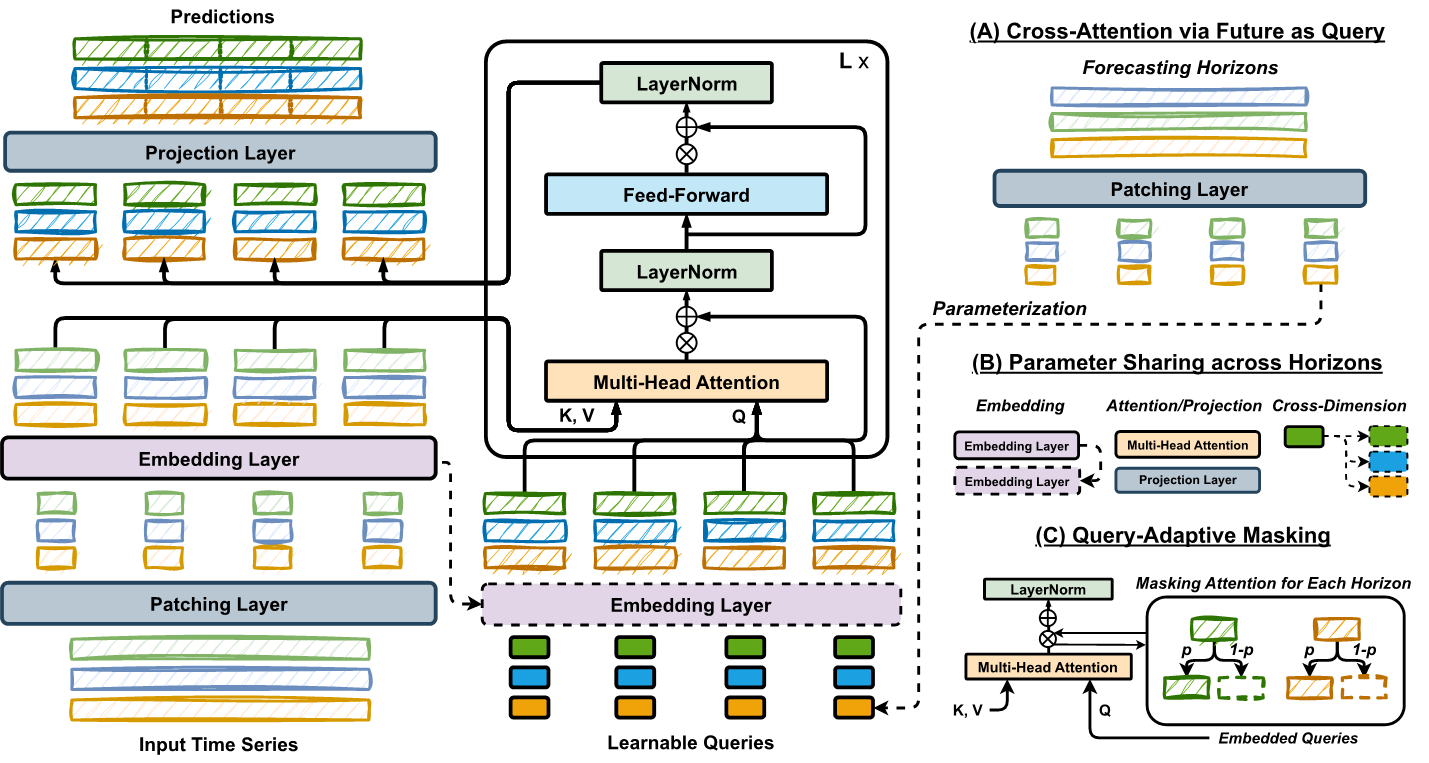 Predictions
Projection Layer
Embedding Layer
Patching Layer
Input Time Series
L x
LayerNorm
Feed-Forward
LayerNorm
Multi-Head Attention
K, V
Q
Embedding Layer
Learnable Queries
(A) Cross-Attention via Future as Query
Forecasting Horizons
Patching Layer
Parameterization
(B) Parameter Sharing across Horizons
Embedding
Attention/Projection
Cross-Dimension
Embedding Layer
Multi-Head Attention
Embedding Layer
Projection Layer
(C) Query-Adaptive Masking
Masking Attention for Each Horizon
LayerNorm
Multi-Head Attention
K, V
Q
p
1-p
p
1-p
Embedded Queries